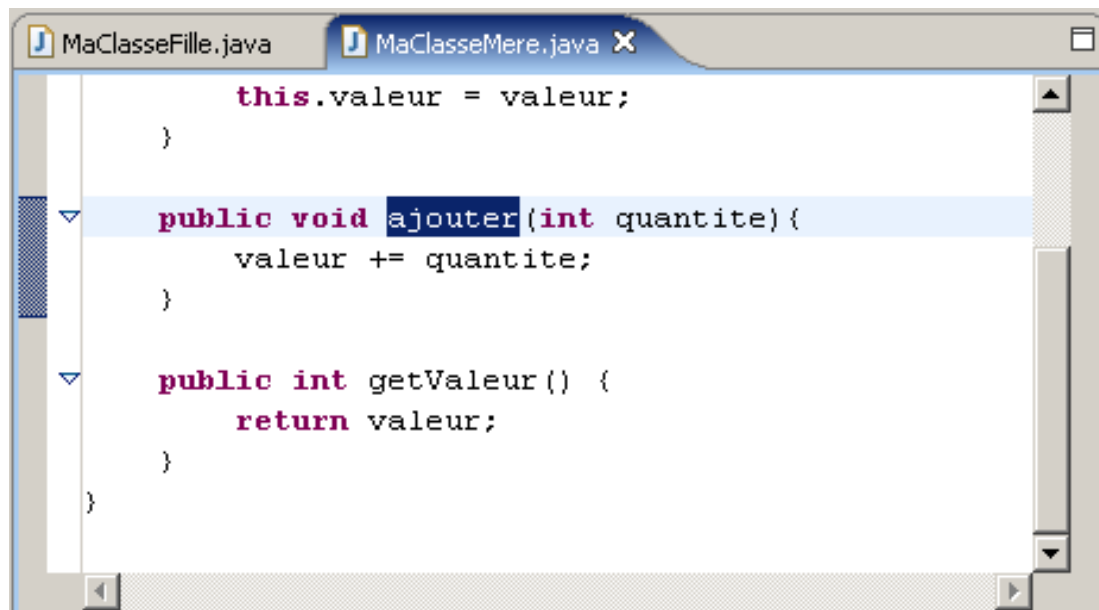 MaClasseFille.java MaClasseMere.java
this.valeur = valeur;
}
public void ajouter(int quantite){
valeur += quantite;
}
public int getValeur() {
return valeur;
}
}